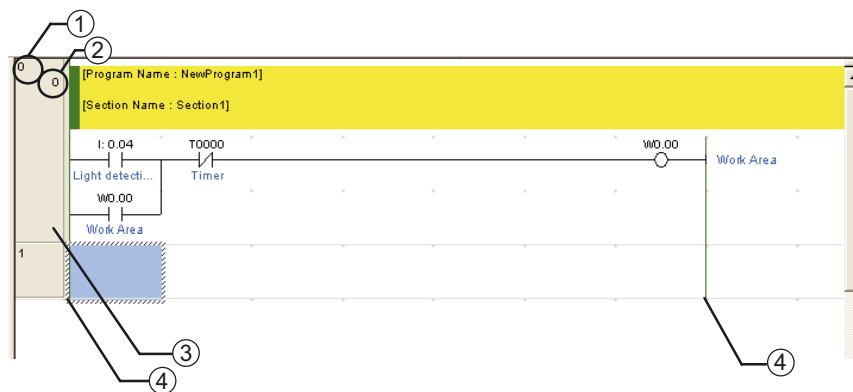 ①
②
0
0
[Program Name : NewProgram1]
[Section Name : Section1]
I: 0.04
T0000
W0.00
Light detecti...
Timer
Work Area
W0.00
Work Area
1
③
④
④